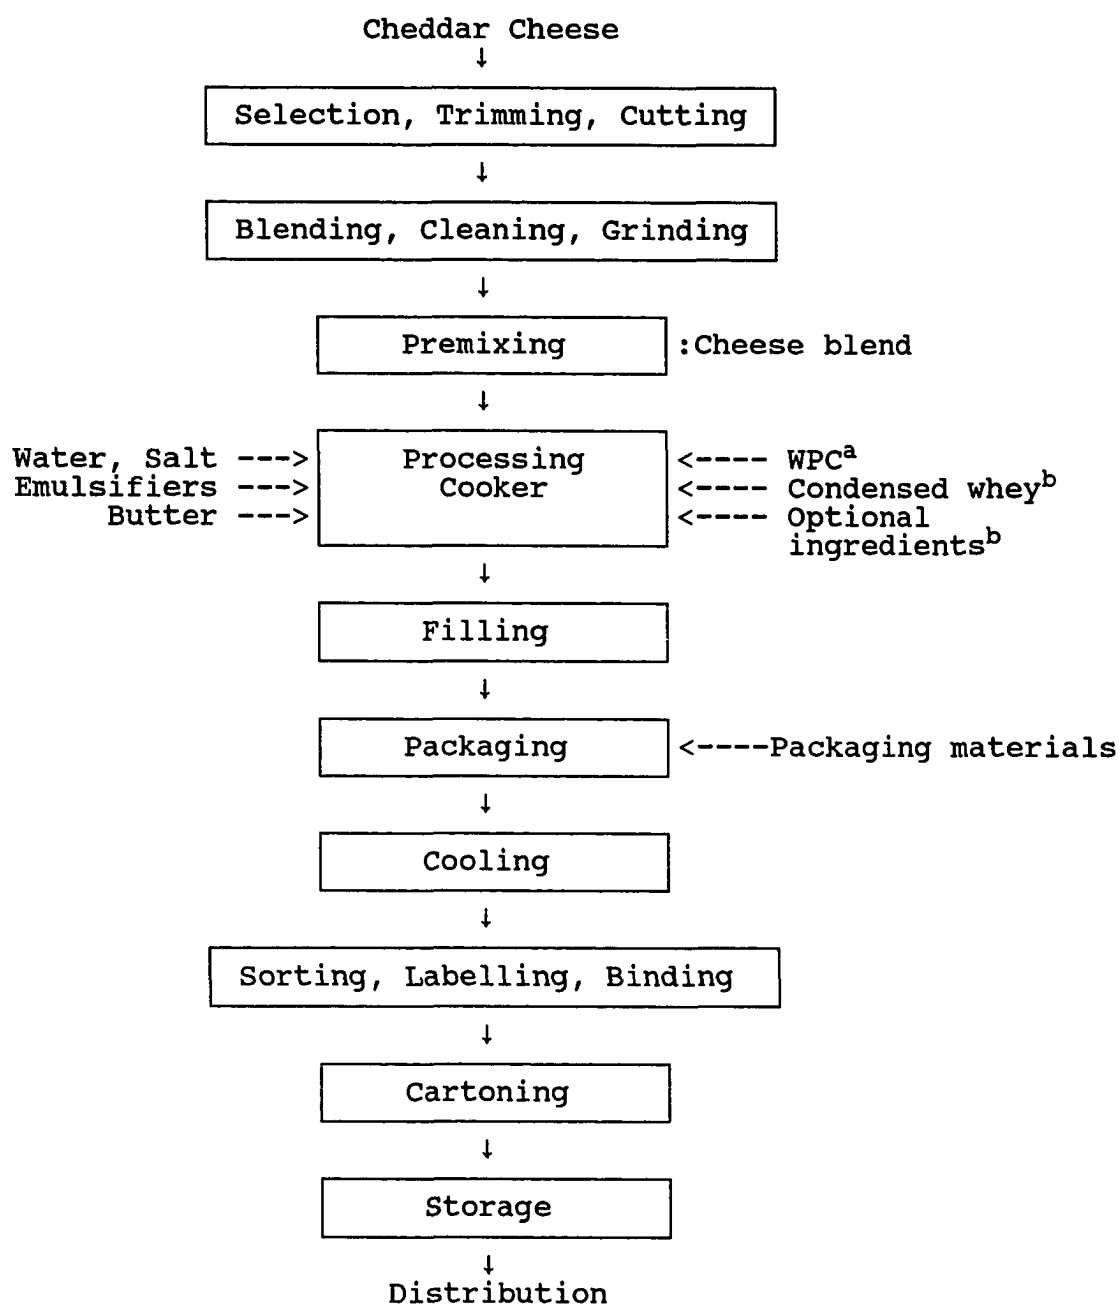 Cheddar Cheese
↓
Selection, Trimming, Cutting
↓
Blending, Cleaning, Grinding
↓
Premixing :Cheese blend
↓
Water, Salt ---> Processing <---- WPCᵃ
Emulsifiers ---> Cooker <---- Condensed wheyᵇ
Butter ---> <---- Optional
ingredientsᵇ
↓
Filling
↓
Packaging <----Packaging materials
↓
Cooling
↓
Sorting, Labelling, Binding
↓
Cartoning
↓
Storage
↓
Distribution